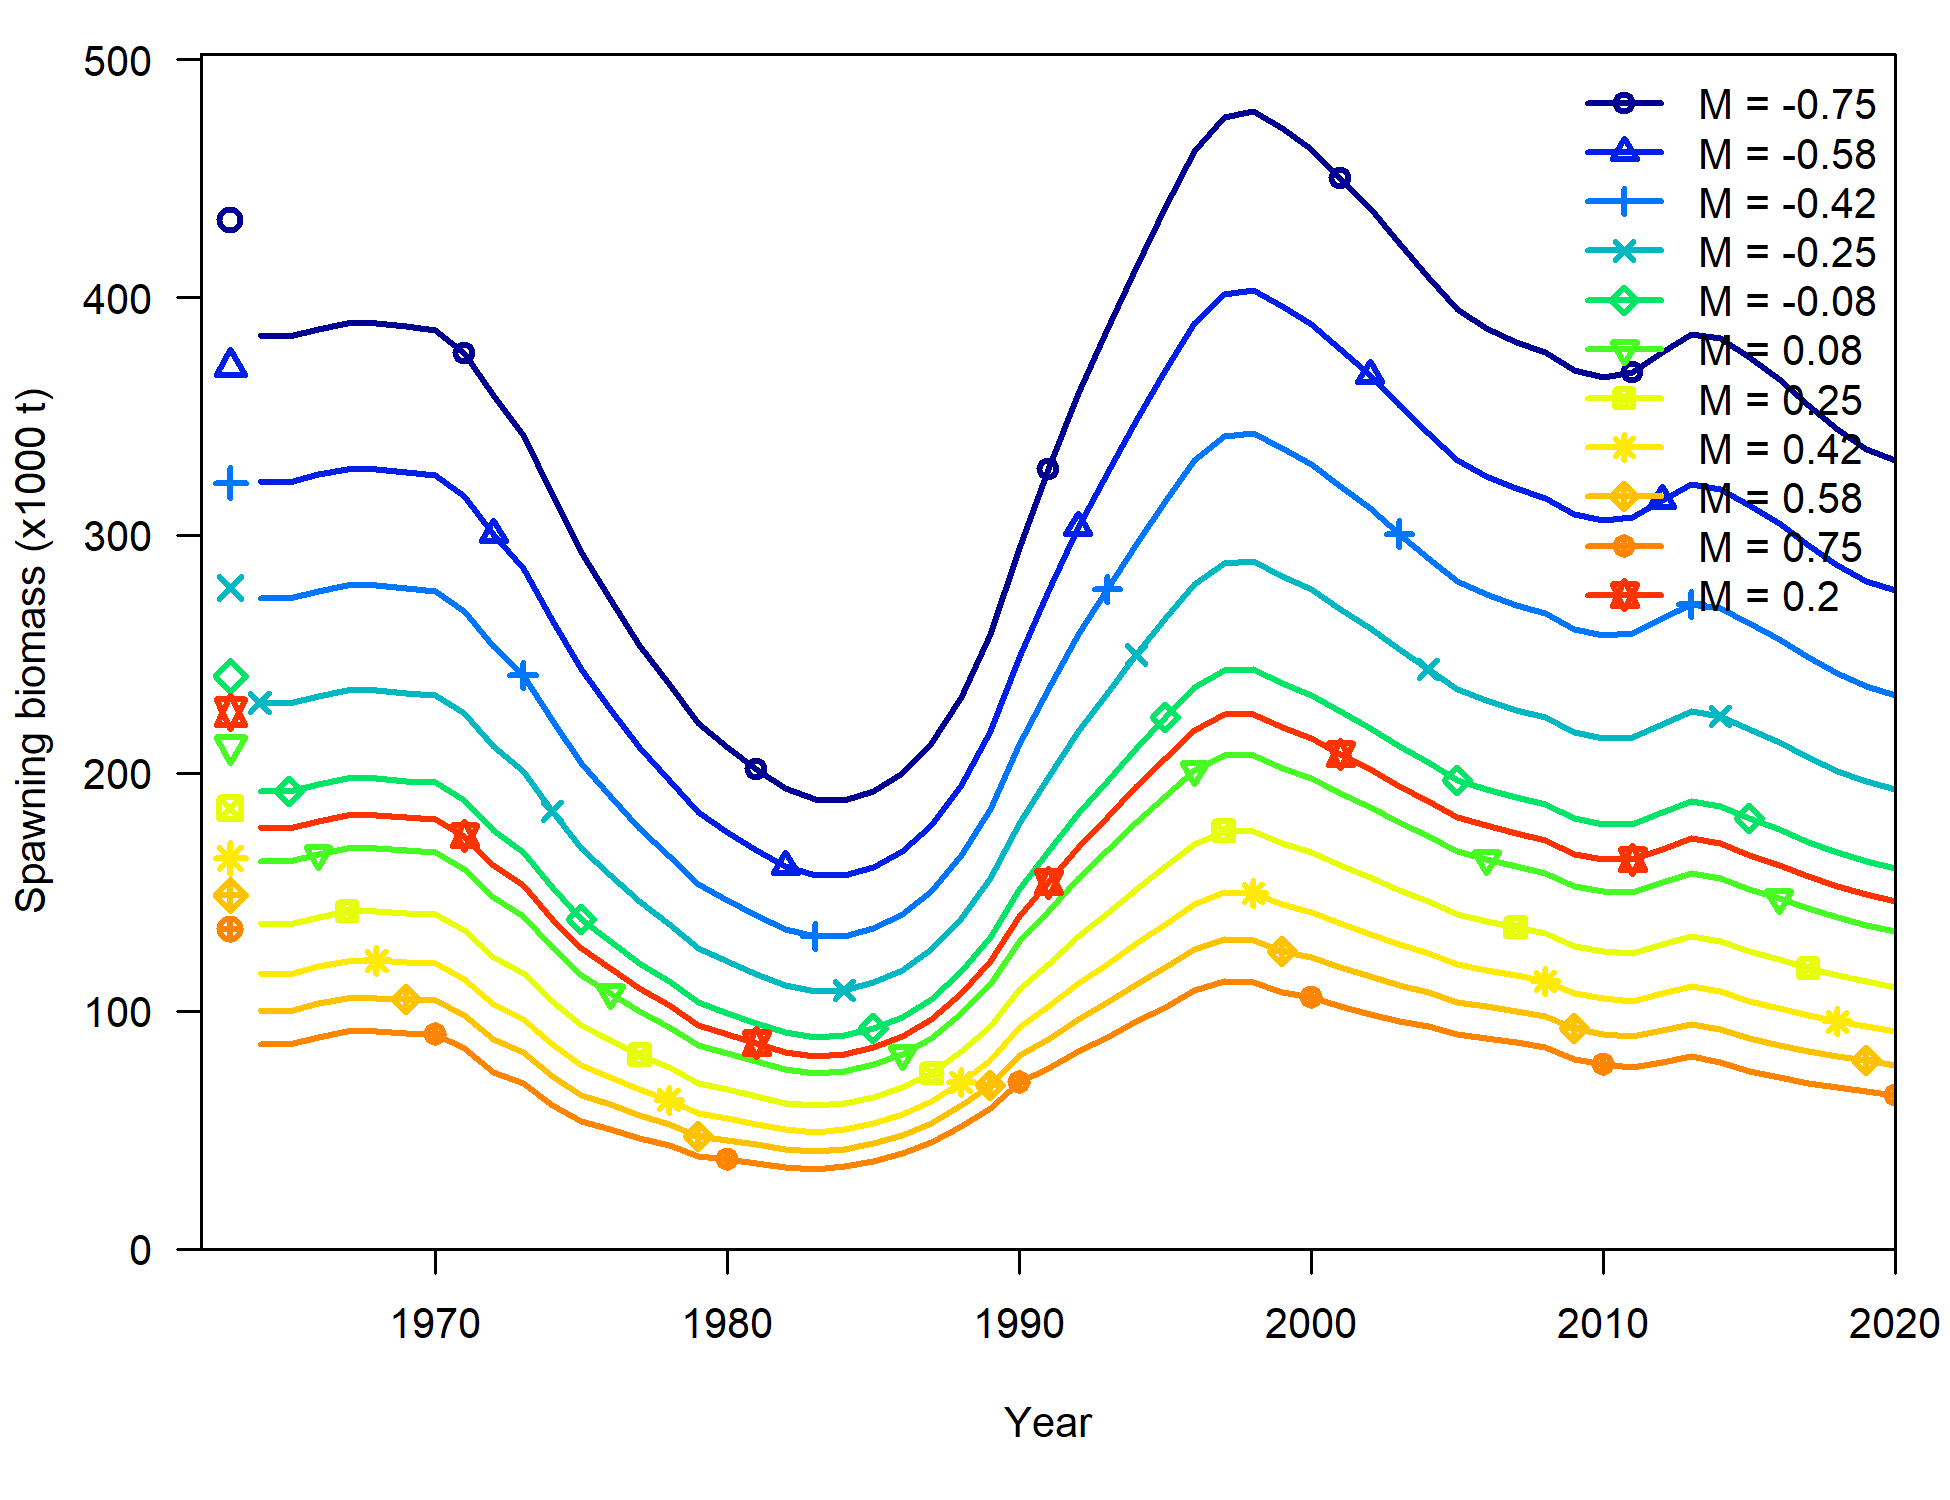 500
400
300
200
100
0
Spawning biomass (x1000 t)
M = -0.75
M = -0.58
M = -0.42
M = -0.25
M = -0.08
M = 0.08
M = 0.25
M = 0.42
M = 0.58
M = 0.75
M = 0.2
1970 1980 1990 2000 2010 2020
Year